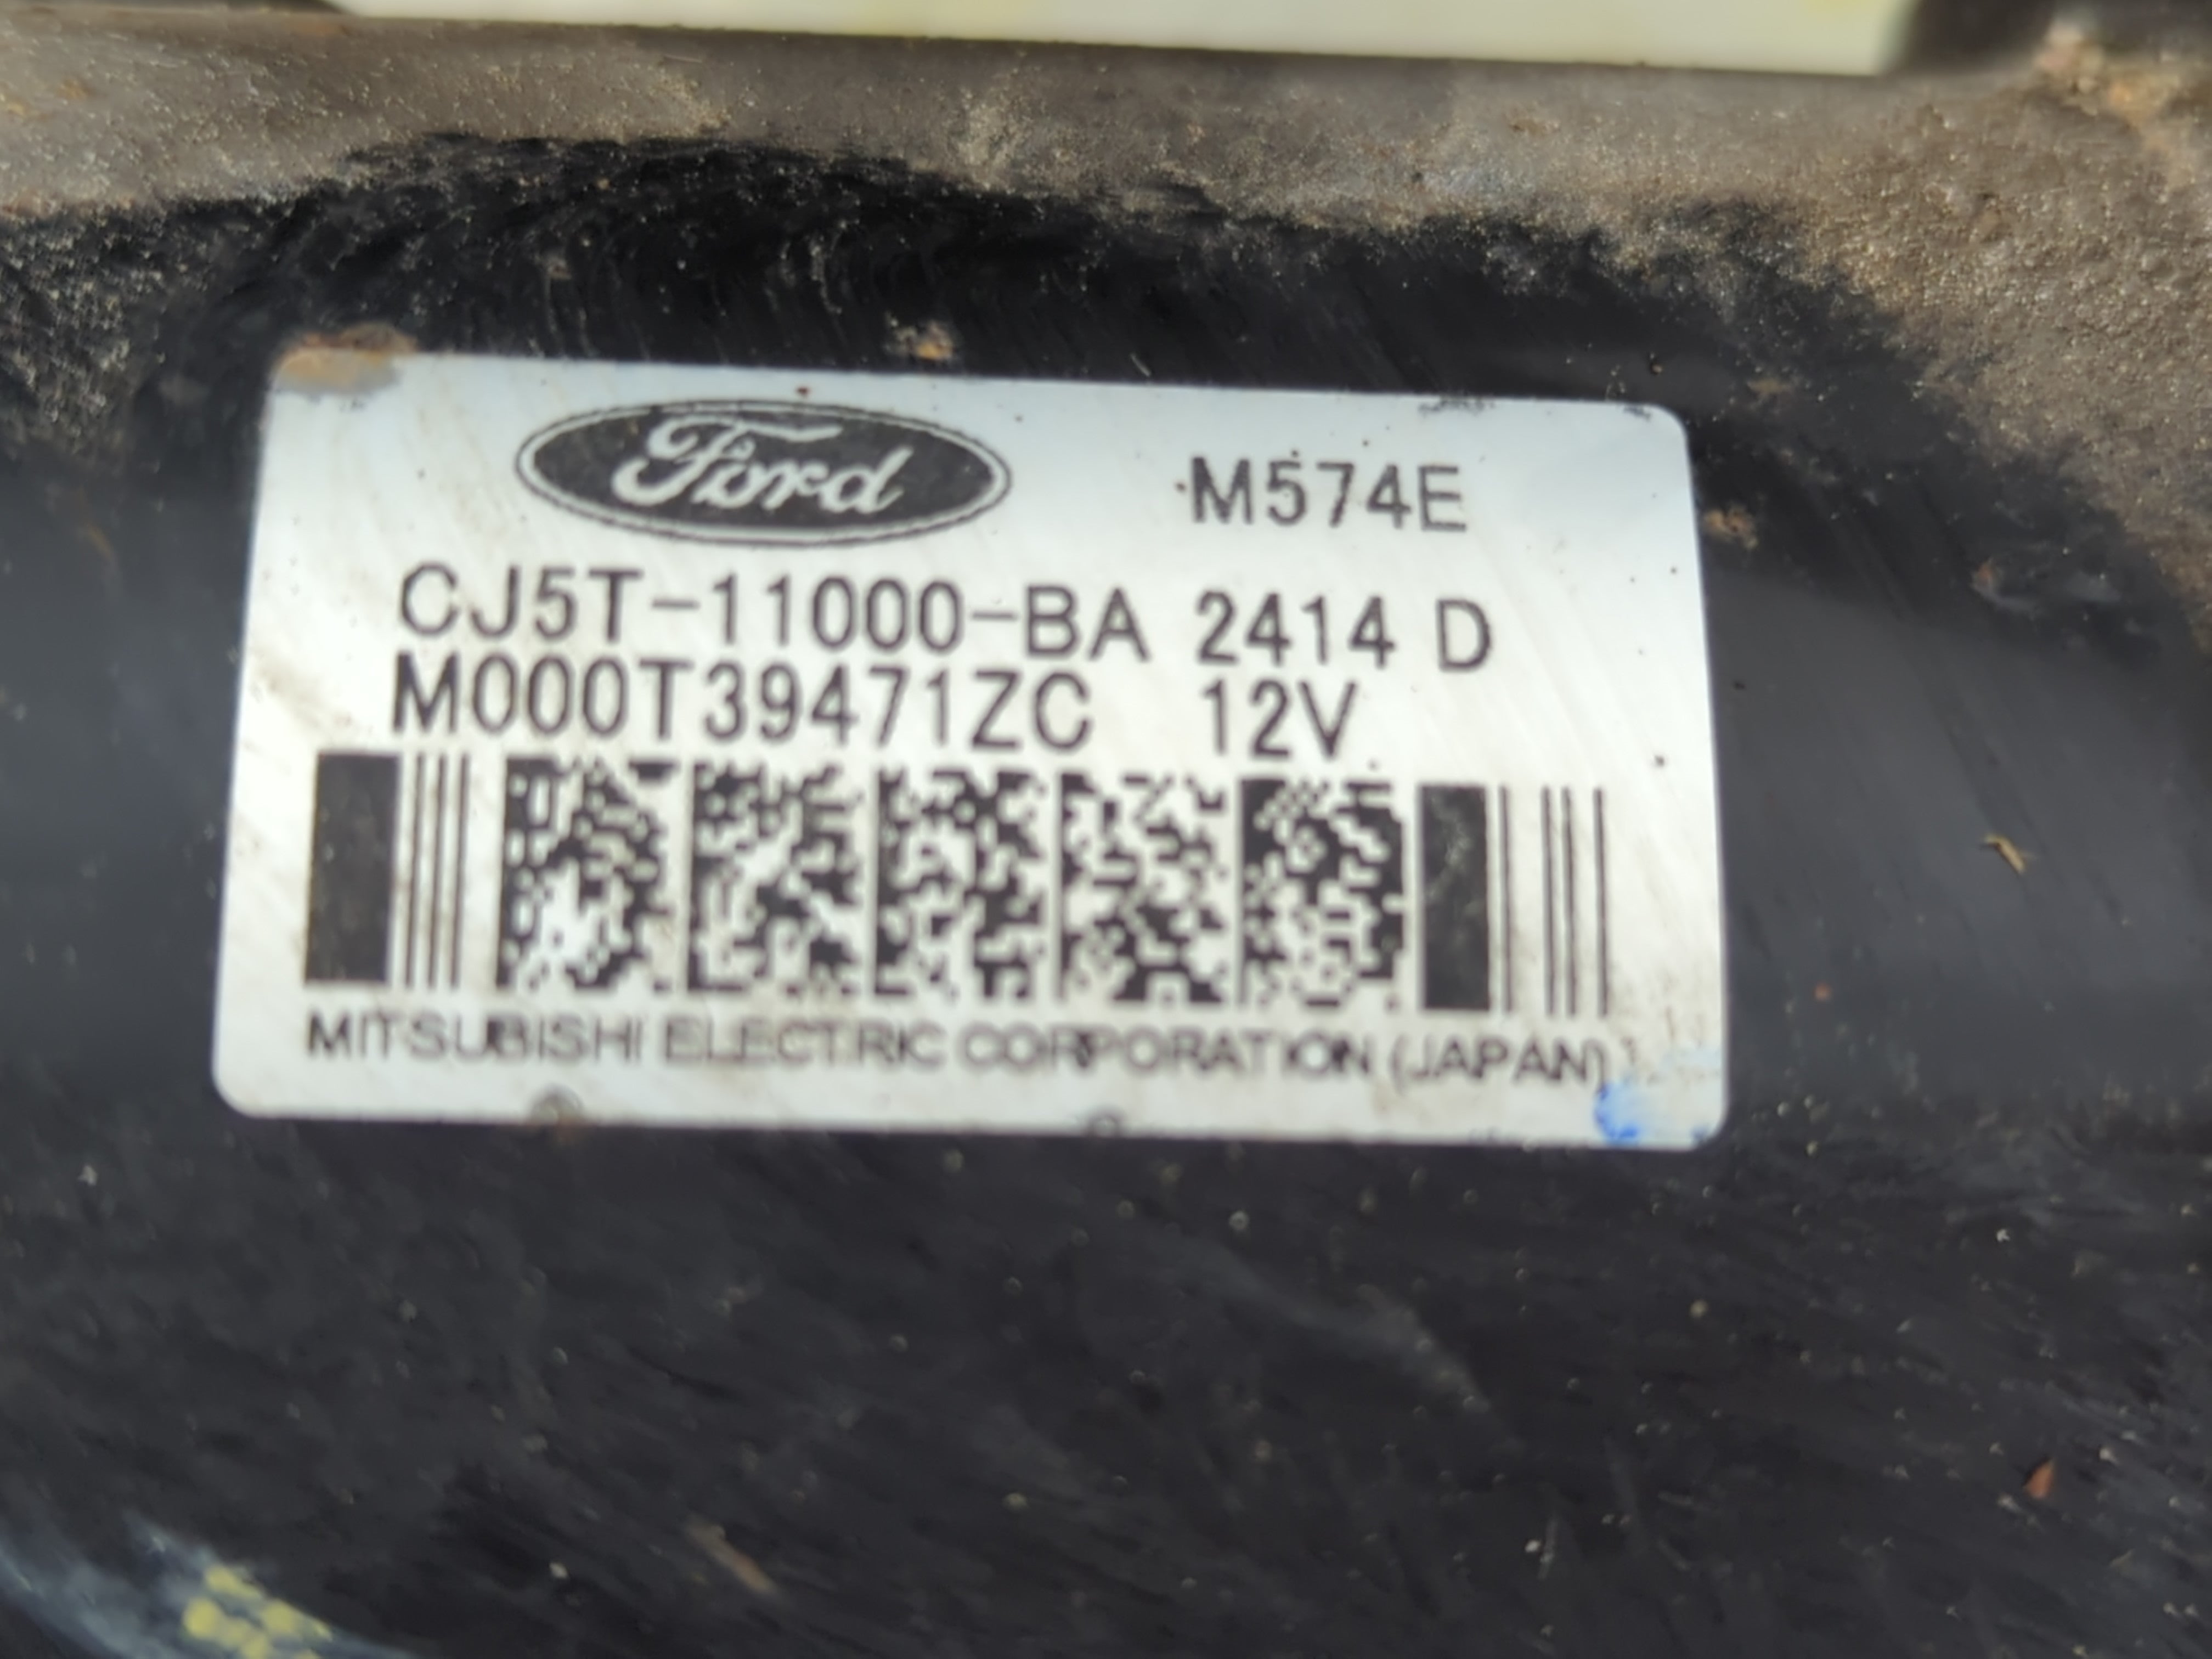 Ford M574E
CJ5T-11000-BA 2414 D
M000T39471ZC 12V
MITSUBISHI ELECTRIC CORPORATION (JAPAN)